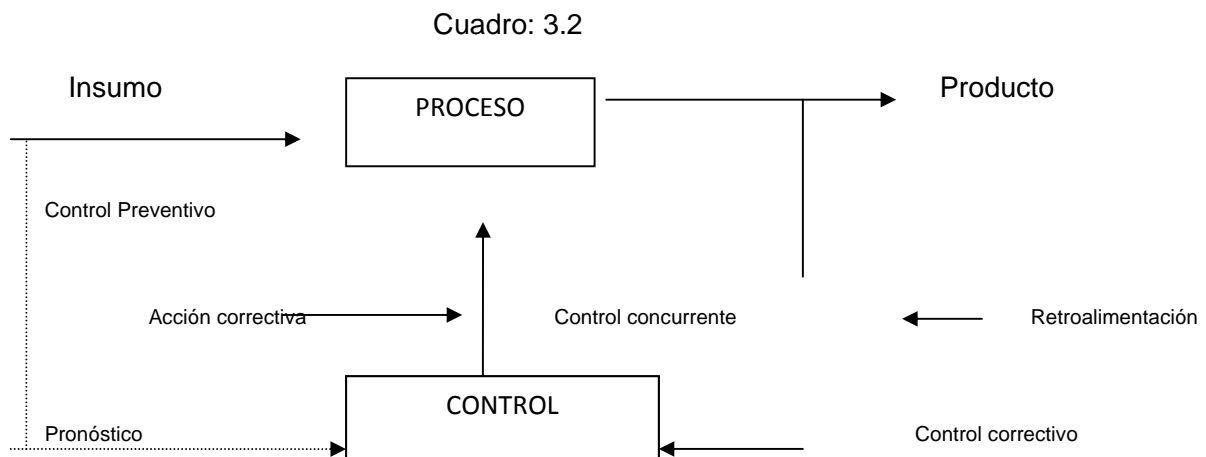 Cuadro: 3.2
Insumo
PROCESO
Producto
Control Preventivo
Acción correctiva
Control concurrente
Retroalimentación
CONTROL
Pronóstico
Control correctivo